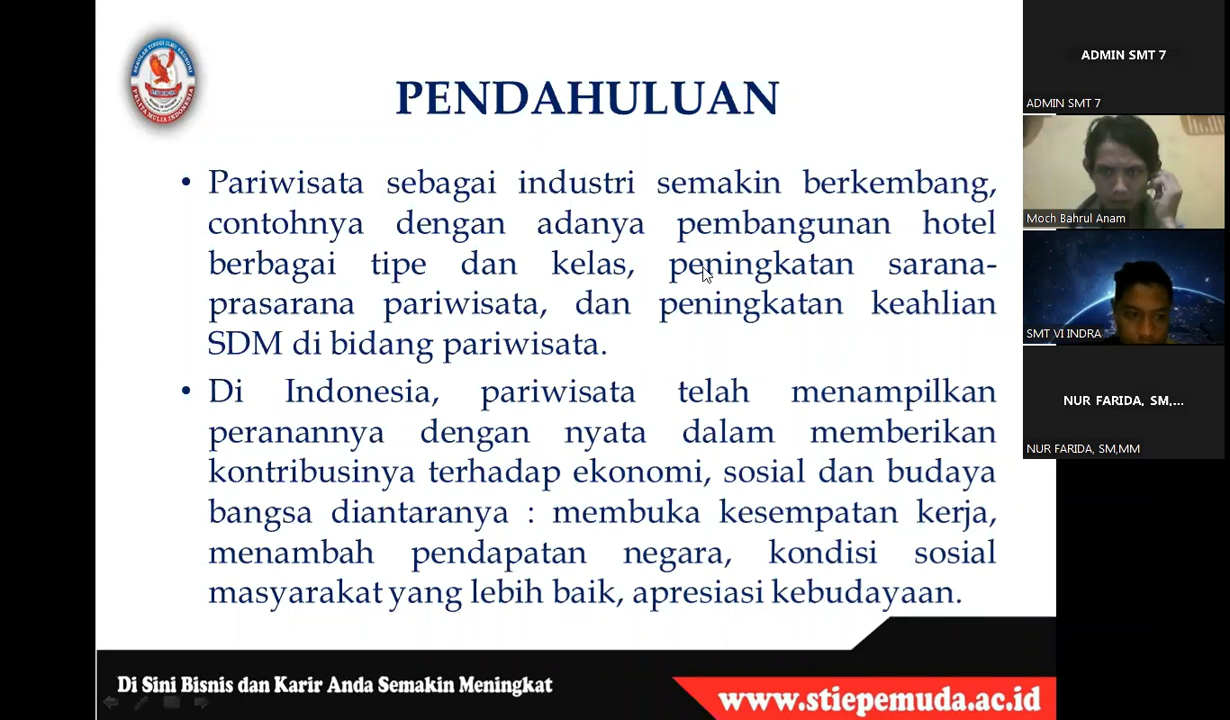 PENDAHULUAN
• Pariwisata sebagai industri semakin berkembang,
contohnya dengan adanya pembangunan hotel
berbagai tipe dan kelas, peningkatan sarana-
prasarana pariwisata, dan peningkatan keahlian
SDM di bidang pariwisata.
• Di Indonesia, pariwisata telah menampilkan
peranannya dengan nyata dalam memberikan
kontribusinya terhadap ekonomi, sosial dan budaya
bangsa diantaranya : membuka kesempatan kerja,
menambah pendapatan negara, kondisi sosial
masyarakat yang lebih baik, apresiasi kebudayaan.
Di Sini Bisnis dan Karir Anda Semakin Meningkat
www.stiepemuda.ac.id
ADMIN SMT 7
ADMIN SMT 7
Moch Bahrul Anam
SMT VI INDRA
NUR FARIDA, SM,...
NUR FARIDA, SM,MM